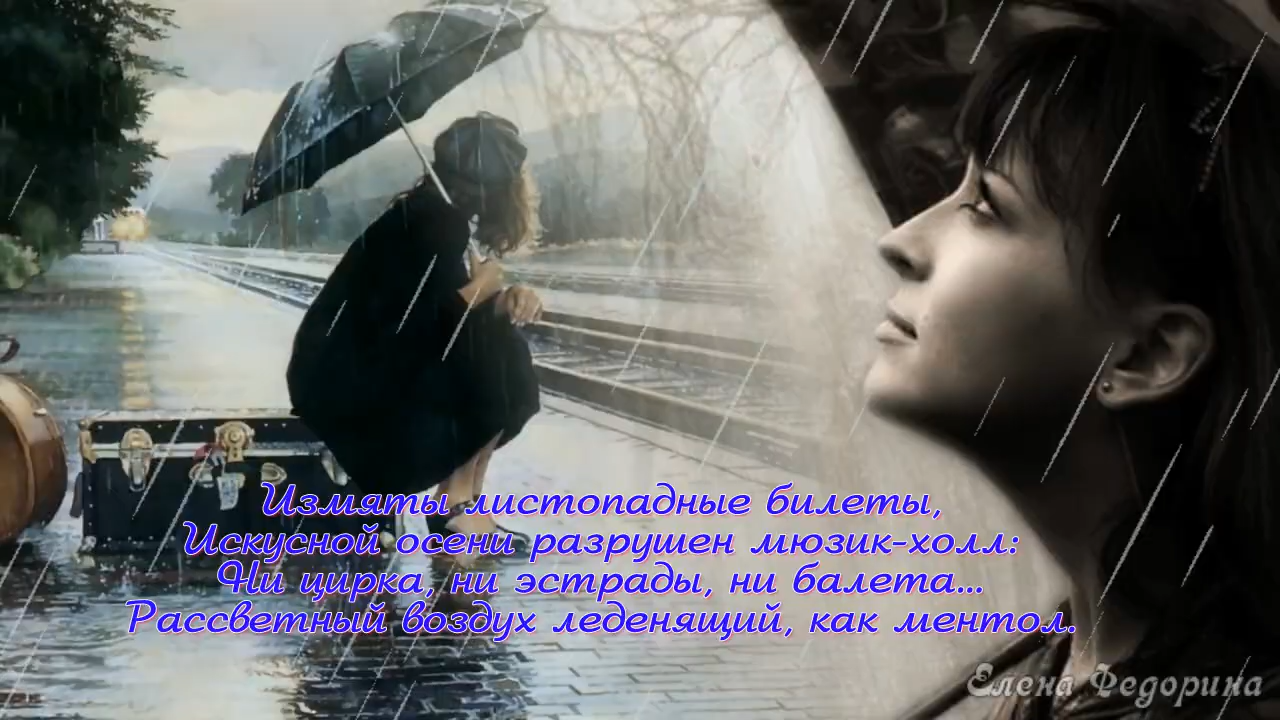 Измяты листопадные билеты,
Искусной осени разрушен мюзик-холл:
Ни цирка, ни эстрады, ни балета...
Рассветный воздух леденящий, как ментол.
Елена Федорина